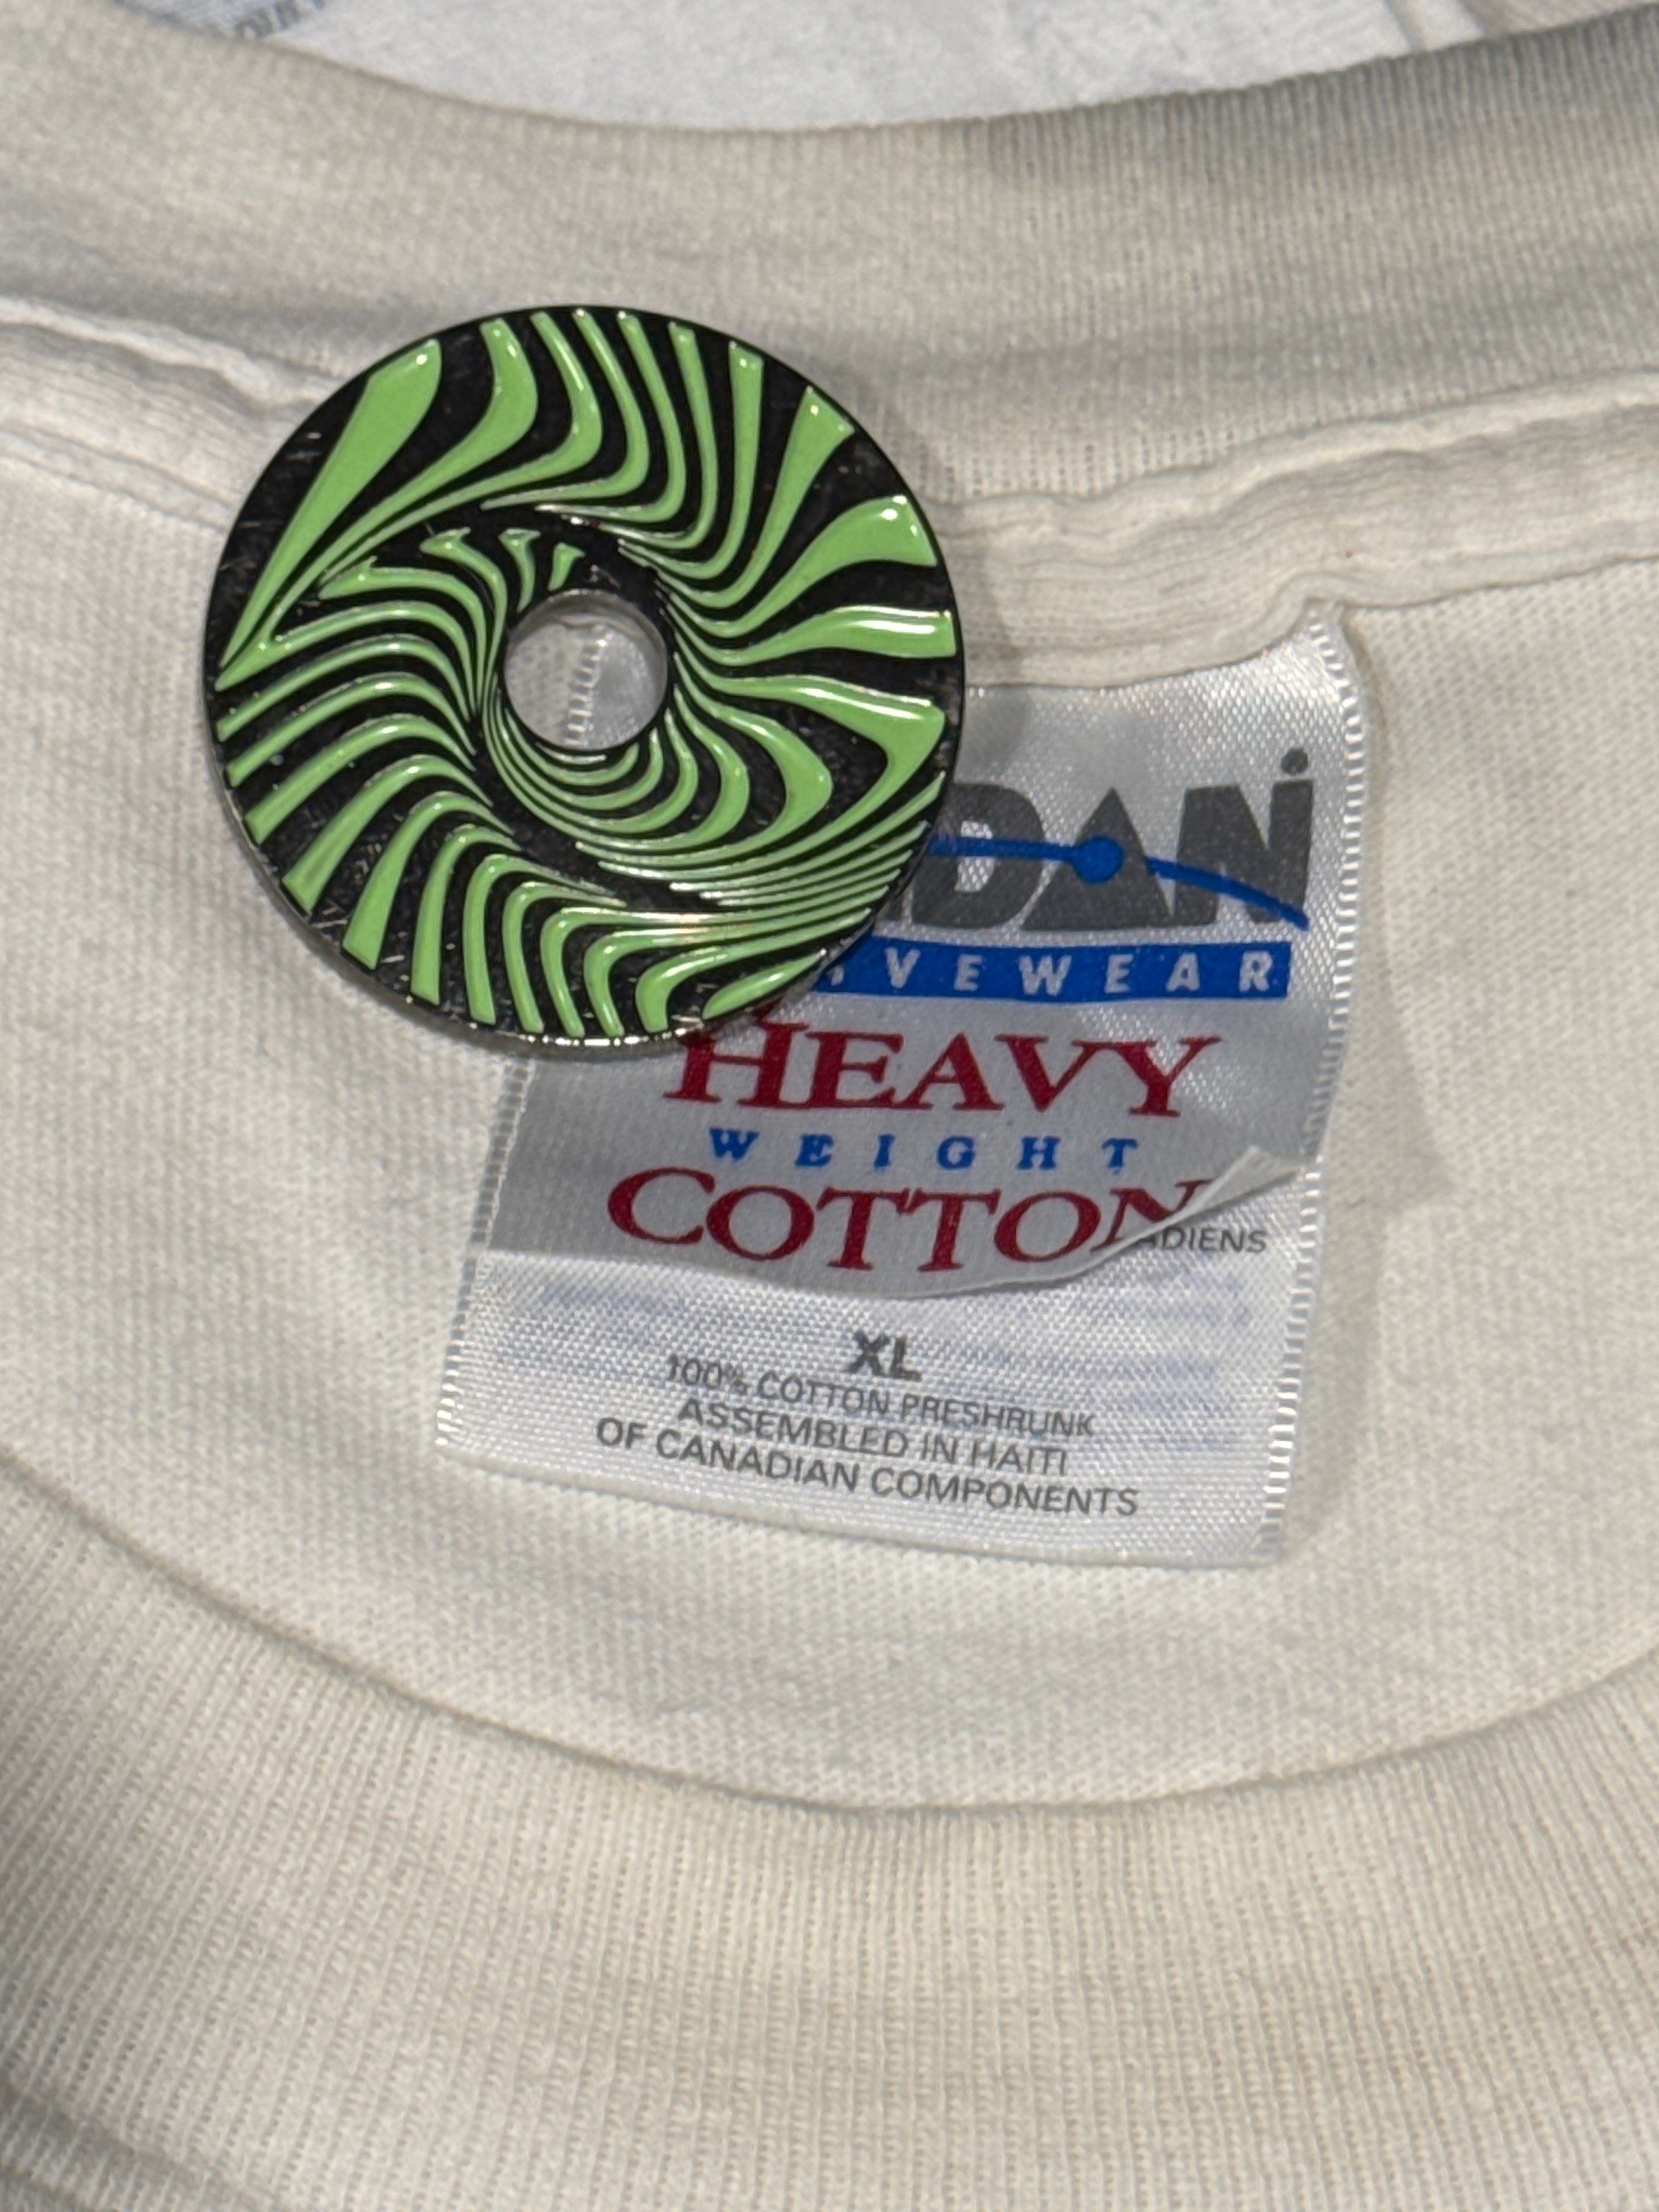 DAN
VEWEAR
HEAVY
WEIGHT
COTTON
ADIENS
XL
100% COTTON PRESHRUNK
ASSEMBLED IN HAITI
OF CANADIAN COMPONENTS